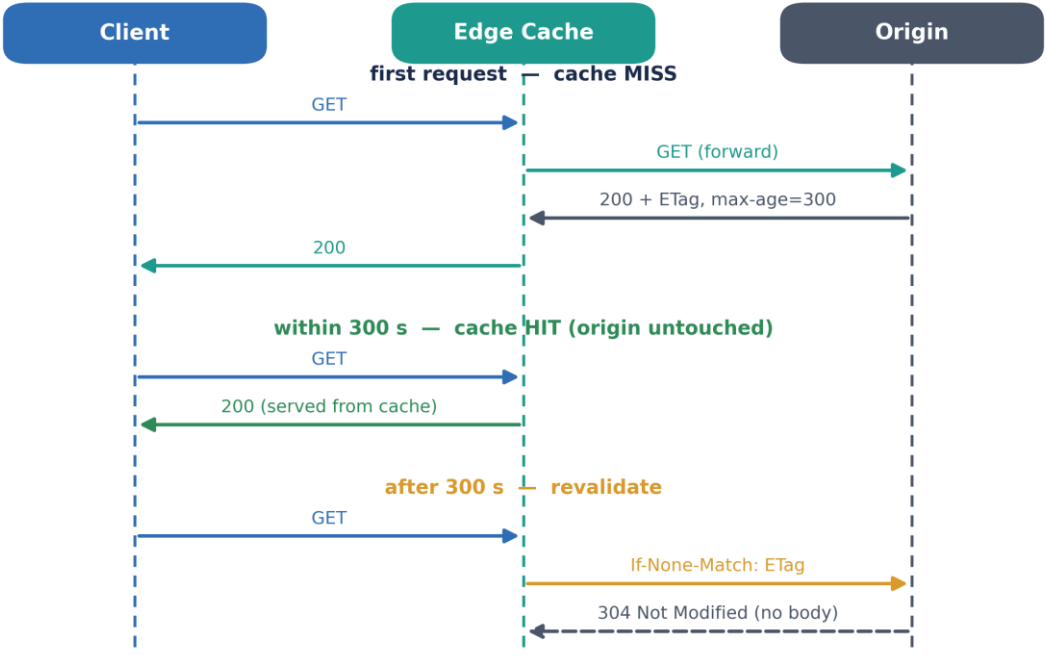 Client
Edge Cache
Origin
first request — cache MISS
GET
GET (forward)
200 + ETag, max-age=300
200
within 300 s — cache HIT (origin untouched)
GET
200 (served from cache)
after 300 s — revalidate
GET
If-None-Match: ETag
304 Not Modified (no body)